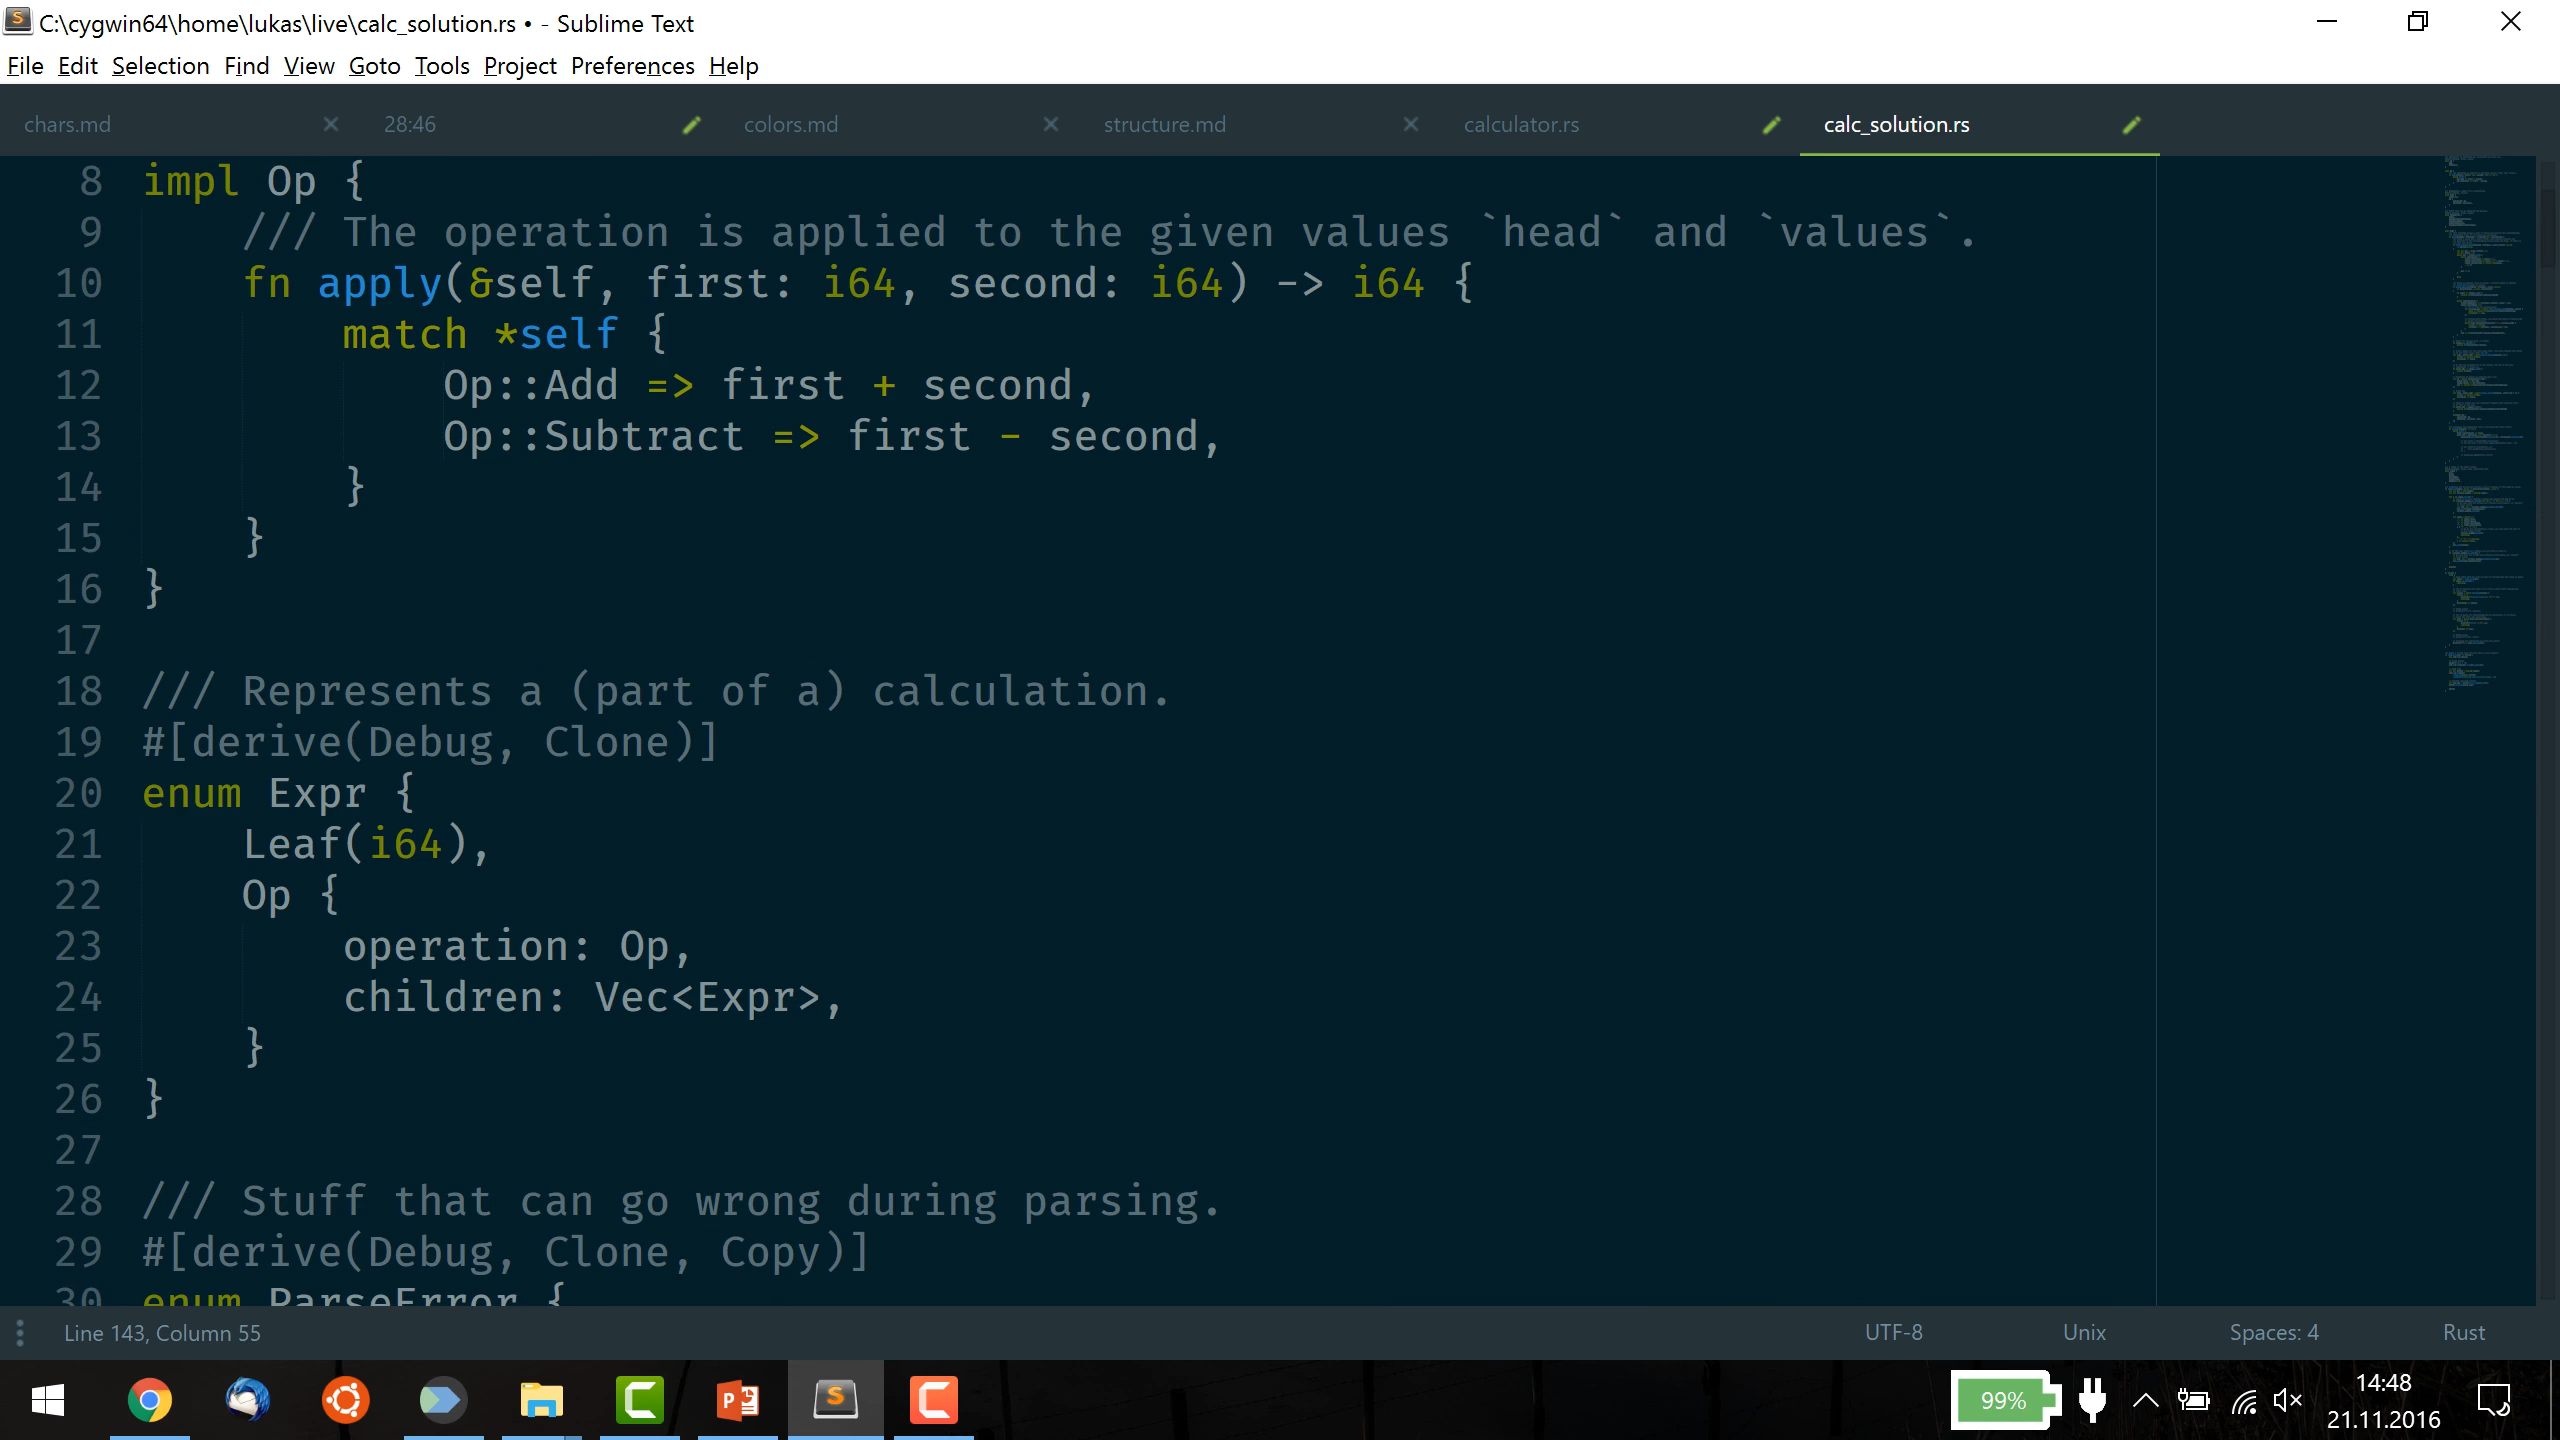 C:\cygwin64\home\lukas\live\calc_solution.rs • - Sublime Text
File Edit Selection Find View Goto Tools Project Preferences Help
chars.md 28:46 colors.md structure.md calculator.rs calc_solution.rs
8 impl Op {
9 /// The operation is applied to the given values `head` and `values`.
10 fn apply(&self, first: i64, second: i64) -> i64 {
11 match *self {
12 Op::Add => first + second,
13 Op::Subtract => first - second,
14 }
15 }
16 }
17
18 /// Represents a (part of a) calculation.
19 #[derive(Debug, Clone)]
20 enum Expr {
21 Leaf(i64),
22 Op {
23 operation: Op,
24 children: Vec<Expr>,
25 }
26 }
27
28 /// Stuff that can go wrong during parsing.
29 #[derive(Debug, Clone, Copy)]
30 enum ParseError {
Line 143, Column 55 UTF-8 Unix Spaces: 4 Rust
99% 14:48
21.11.2016